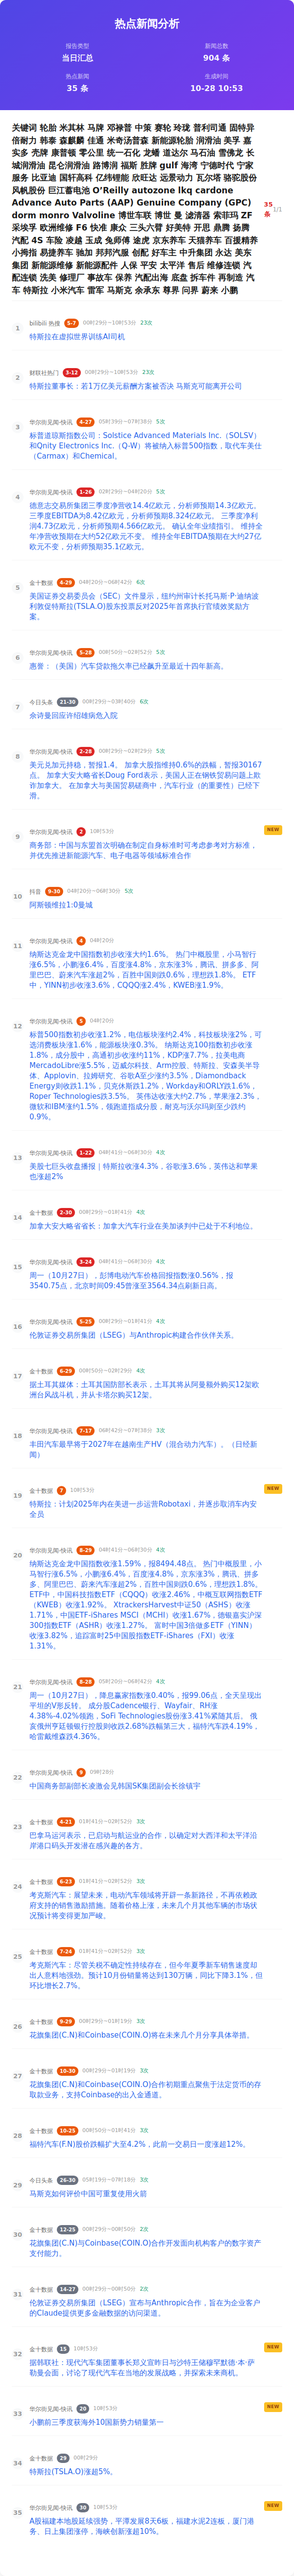 热点新闻分析
报告类型
当日汇总
新闻总数
904 条
热点新闻
35 条
生成时间
10-28 10:53
关键词 轮胎 米其林 马牌 邓禄普 中策 赛轮 玲珑 普利司通 固特异
倍耐力 韩泰 森麒麟 佳通 米奇汤普森 新能源轮胎 润滑油 美孚 嘉
实多 壳牌 康普顿 零公里 统一石化 龙蟠 道达尔 马石油 雪佛龙 长
城润滑油 昆仑润滑油 路博润 福斯 胜牌 gulf 海湾 宁德时代 宁家
服务 比亚迪 国轩高科 亿纬锂能 欣旺达 远景动力 瓦尔塔 骆驼股份
风帆股份 巨江蓄电池 O'Reilly autozone lkq cardone
Advance Auto Parts (AAP) Genuine Company (GPC)
dorm monro Valvoline 博世车联 博世 曼 滤清器 索菲玛 ZF
采埃孚 欧洲维修 F6 快准 康众 三头六臂 好美特 开思 鼎腾 扬腾
汽配 4S 车险 凌越 玉成 兔师傅 途虎 京东养车 天猫养车 百援精养
小拇指 易捷养车 驰加 邦邦汽服 创配 好车主 中升集团 永达 美东
集团 新能源维修 新能源配件 人保 平安 太平洋 售后 维修连锁 汽
配连锁 洗美 修理厂 事故车 保养 汽配出海 底盘 拆车件 再制造 汽
车 特斯拉 小米汽车 雷军 马斯克 余承东 尊界 问界 蔚来 小鹏
35
条
1/1
1
bilibili 热搜 5-7 00时29分~10时53分 23次
特斯拉在虚拟世界训练AI司机
2
财联社热门 3-12 00时29分~10时53分 23次
特斯拉董事长：若1万亿美元薪酬方案被否决 马斯克可能离开公司
3
华尔街见闻-快讯 4-27 05时39分~07时38分 5次
标普道琼斯指数公司：Solstice Advanced Materials Inc.（SOLSV）
和Qnity Electronics Inc.（Q-W）将被纳入标普500指数，取代车美仕
（Carmax）和Chemical。
4
华尔街见闻-快讯 1-26 02时29分~04时20分 5次
德意志交易所集团三季度净营收14.4亿欧元，分析师预期14.3亿欧元。
三季度EBITDA为8.42亿欧元，分析师预期8.324亿欧元。 三季度净利
润4.73亿欧元，分析师预期4.566亿欧元。 确认全年业绩指引。 维持全
年净营收预期在大约52亿欧元不变。 维持全年EBITDA预期在大约27亿
欧元不变，分析师预期35.1亿欧元。
5
金十数据 4-29 04时20分~06时42分 6次
美国证券交易委员会（SEC）文件显示，纽约州审计长托马斯·P·迪纳波
利敦促特斯拉(TSLA.O)股东投票反对2025年首席执行官绩效奖励方
案。
6
华尔街见闻-快讯 5-28 00时50分~02时52分 5次
惠誉：（美国）汽车贷款拖欠率已经飙升至最近十四年新高。
7
今日头条 21-30 00时29分~03时40分 6次
佘诗曼回应许绍雄病危入院
8
华尔街见闻-快讯 2-28 00时29分~02时29分 5次
美元兑加元持稳，暂报1.4。 加拿大股指维持0.6%的跌幅，暂报30167
点。 加拿大安大略省长Doug Ford表示，美国人正在钢铁贸易问题上欺
诈加拿大。 在加拿大与美国贸易磋商中，汽车行业（的重要性）已经下
滑。
9
华尔街见闻-快讯 2 10时53分
NEW
商务部：中国与东盟首次明确在制定自身标准时可考虑参考对方标准，
并优先推进新能源汽车、电子电器等领域标准合作
10
抖音 9-30 04时20分~06时30分 5次
阿斯顿维拉1:0曼城
11
华尔街见闻-快讯 4 04时20分
纳斯达克金龙中国指数初步收涨大约1.6%。 热门中概股里，小马智行
涨6.5%，小鹏涨6.4%，百度涨4.8%，京东涨3%，腾讯、拼多多、阿
里巴巴、蔚来汽车涨超2%，百胜中国则跌0.6%，理想跌1.8%。 ETF
中，YINN初步收涨3.6%，CQQQ涨2.4%，KWEB涨1.9%。
12
华尔街见闻-快讯 5 04时20分
标普500指数初步收涨1.2%，电信板块涨约2.4%，科技板块涨2%，可
选消费板块涨1.6%，能源板块涨0.3%。 纳斯达克100指数初步收涨
1.8%，成分股中，高通初步收涨约11%，KDP涨7.7%，拉美电商
MercadoLibre涨5.5%，迈威尔科技、Arm控股、特斯拉、安森美半导
体、Applovin、拉姆研究、谷歌A至少涨约3.5%，Diamondback
Energy则收跌1.1%，贝克休斯跌1.2%，Workday和ORLY跌1.6%，
Roper Technologies跌3.5%。 英伟达收涨大约2.7%，苹果涨2.3%，
微软和IBM涨约1.5%，领跑道指成分股，耐克与沃尔玛则至少跌约
0.9%。
13
华尔街见闻-快讯 1-22 04时41分~06时30分 4次
美股七巨头收盘播报｜特斯拉收涨4.3%，谷歌涨3.6%，英伟达和苹果
也涨超2%
14
金十数据 2-30 00时29分~01时41分 4次
加拿大安大略省省长：加拿大汽车行业在美加谈判中已处于不利地位。
15
华尔街见闻-快讯 3-24 04时41分~06时30分 4次
周一（10月27日），彭博电动汽车价格回报指数涨0.56%，报
3540.75点，北京时间09:45曾涨至3564.34点刷新日高。
16
华尔街见闻-快讯 5-25 00时29分~01时41分 4次
伦敦证券交易所集团（LSEG）与Anthropic构建合作伙伴关系。
17
金十数据 6-29 00时50分~02时29分 4次
据土耳其媒体：土耳其国防部长表示，土耳其将从阿曼额外购买12架欧
洲台风战斗机，并从卡塔尔购买12架。
18
华尔街见闻-快讯 7-17 06时42分~07时38分 3次
丰田汽车最早将于2027年在越南生产HV（混合动力汽车）。（日经新
闻）
19
金十数据 7 10时53分
NEW
特斯拉：计划2025年内在美进一步运营Robotaxi，并逐步取消车内安
全员
20
华尔街见闻-快讯 8-29 04时41分~06时30分 4次
纳斯达克金龙中国指数收涨1.59%，报8494.48点。 热门中概股里，小
马智行涨6.5%，小鹏涨6.4%，百度涨4.8%，京东涨3%，腾讯、拼多
多、阿里巴巴、蔚来汽车涨超2%，百胜中国则跌0.6%，理想跌1.8%。
ETF中，中国科技指数ETF（CQQQ）收涨2.46%，中概互联网指数ETF
（KWEB）收涨1.92%。 XtrackersHarvest中证50（ASHS）收涨
1.71%，中国ETF-iShares MSCI（MCHI）收涨1.67%，德银嘉实沪深
300指数ETF（ASHR）收涨1.27%。 富时中国3倍做多ETF（YINN）
收涨3.82%，追踪富时25中国股指数ETF-iShares（FXI）收涨
1.31%。
21
华尔街见闻-快讯 8-28 05时20分~06时42分 4次
周一（10月27日），降息赢家指数涨0.40%，报99.06点，全天呈现出
平坦的V形反转。 成分股Cadence银行、Wayfair、RH涨
4.38%-4.02%领跑，SoFi Technologies股份涨3.41%紧随其后。 俄
亥俄州亨廷顿银行控股则收跌2.68%跌幅第三大，福特汽车跌4.19%，
哈雷戴维森跌4.36%。
22
华尔街见闻-快讯 9 09时28分
中国商务部副部长凌激会见韩国SK集团副会长徐镇宇
23
金十数据 4-21 01时41分~02时52分 3次
巴拿马运河表示，已启动与航运业的合作，以确定对大西洋和太平洋沿
岸港口码头开发潜在感兴趣的各方。
24
金十数据 6-23 01时41分~02时52分 3次
考克斯汽车：展望未来，电动汽车领域将开辟一条新路径，不再依赖政
府支持的销售激励措施。随着价格上涨，未来几个月其他车辆的市场状
况预计将变得更加严峻。
25
金十数据 7-24 01时41分~02时52分 3次
考克斯汽车：尽管关税不确定性持续存在，但今年夏季新车销售速度却
出人意料地强劲。预计10月份销量将达到130万辆，同比下降3.1%，但
环比增长2.7%。
26
金十数据 9-29 00时29分~01时19分 3次
花旗集团(C.N)和Coinbase(COIN.O)将在未来几个月分享具体举措。
27
金十数据 10-30 00时29分~01时19分 3次
花旗集团(C.N)和Coinbase(COIN.O)合作初期重点聚焦于法定货币的存
取款业务，支持Coinbase的出入金通道。
28
金十数据 10-25 00时50分~01时41分 3次
福特汽车(F.N)股价跌幅扩大至4.2%，此前一交易日一度涨超12%。
29
今日头条 26-30 05时19分~07时18分 3次
马斯克如何评价中国可重复使用火箭
30
金十数据 12-25 00时29分~00时50分 2次
花旗集团(C.N)与Coinbase(COIN.O)合作开发面向机构客户的数字资产
支付能力。
31
金十数据 14-27 00时29分~00时50分 2次
伦敦证券交易所集团（LSEG）宣布与Anthropic合作，旨在为企业客户
的Claude提供更多金融数据的访问渠道。
32
金十数据 15 10时53分
NEW
据韩联社：现代汽车集团董事长郑义宣昨日与沙特王储穆罕默德·本·萨
勒曼会面，讨论了现代汽车在当地的发展战略，并探索未来商机。
33
华尔街见闻-快讯 20 10时53分
NEW
小鹏前三季度获海外10国新势力销量第一
34
金十数据 29 00时29分
特斯拉(TSLA.O)涨超5%。
35
华尔街见闻-快讯 30 10时53分
NEW
A股福建本地股延续强势，平潭发展8天6板，福建水泥2连板，厦门港
务、日上集团涨停，海峡创新涨超10%。